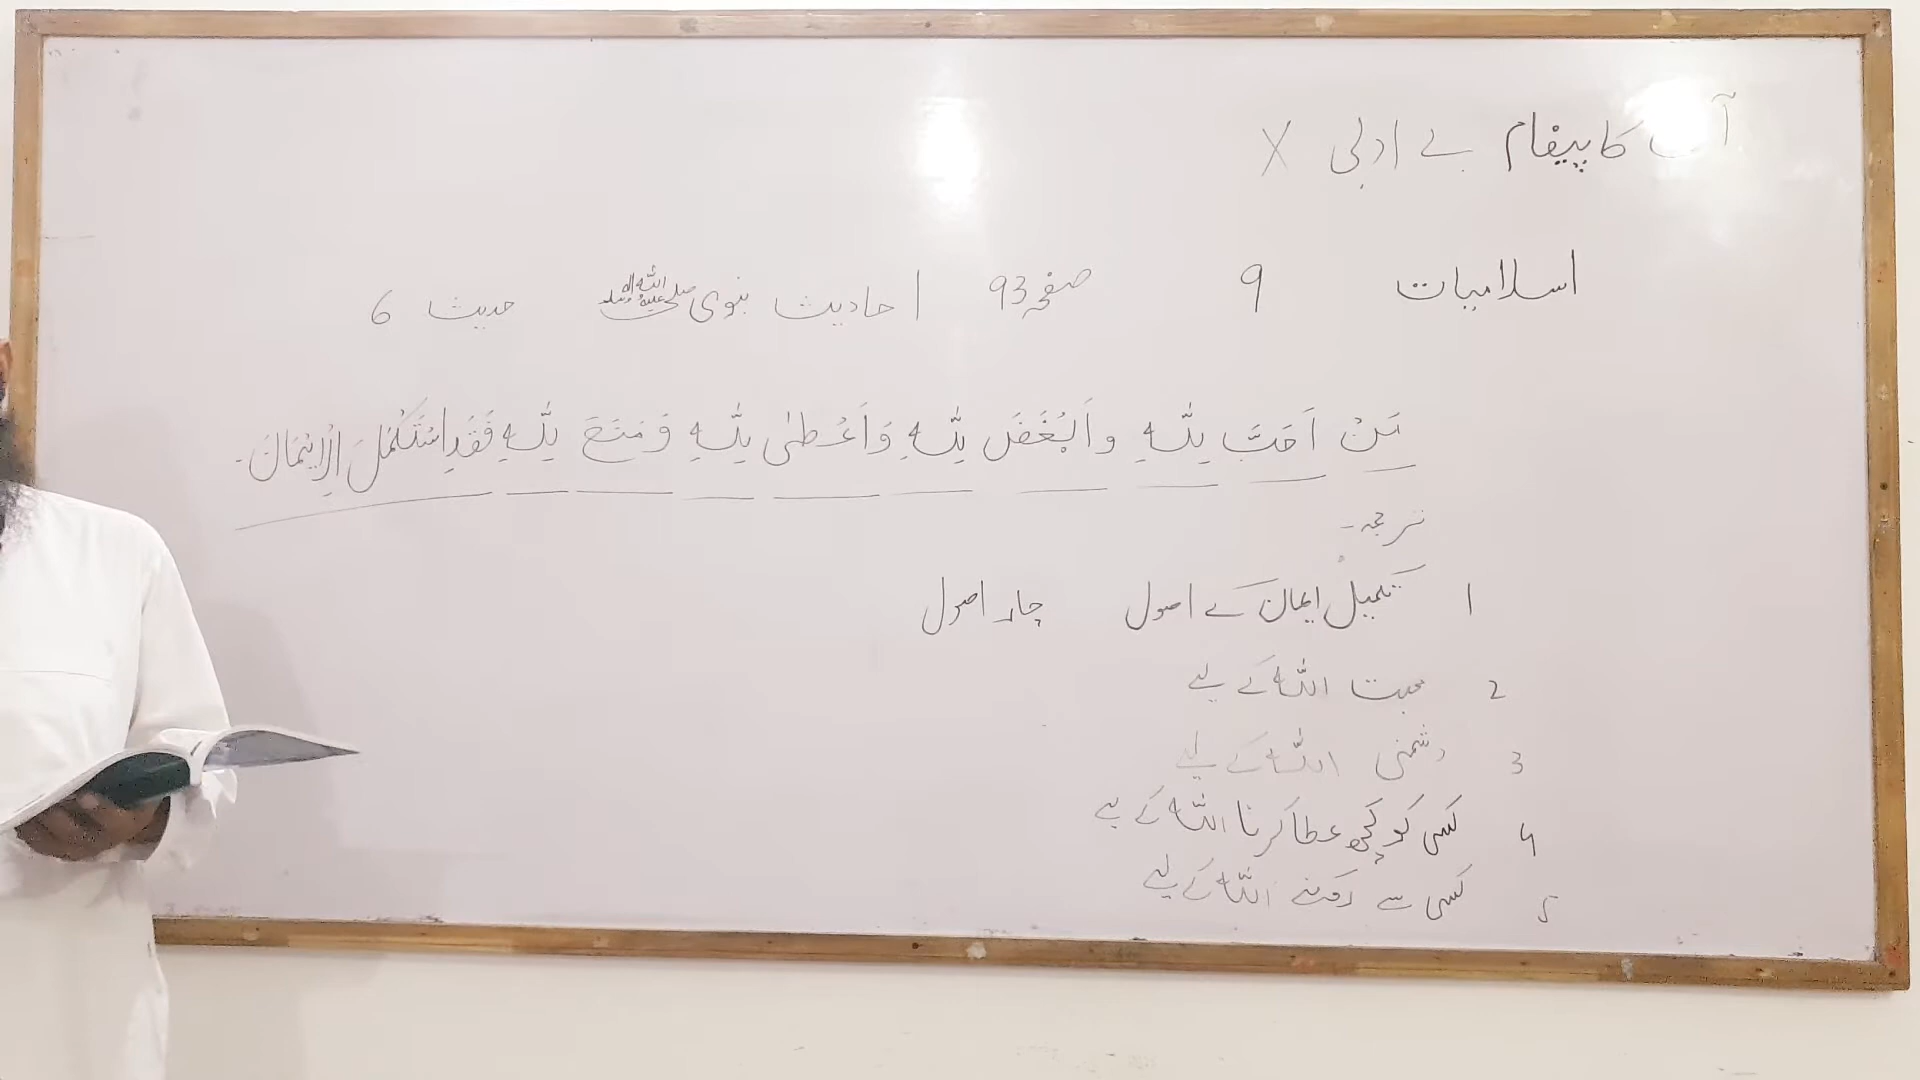 آپ کا پیغام بے ادبی X
اسلامیات 9 صفحہ 93 احادیث نبوی ﷺ حدیث 6
مَنْ اَحَبَّ لِلّٰهِ وَاَبْغَضَ لِلّٰهِ وَاَعْطٰى لِلّٰهِ وَمَنَعَ لِلّٰهِ فَقَدِ اسْتَكْمَلَ الْاِيْمَانَ۔
ترجمہ۔
1 تکمیل ایمان کے اصول چار اصول
2 محبت اللہ کے لیے
3 دشمنی اللہ کے لیے
4 کسی کو کچھ عطا کرنا اللہ کے لیے
5 کسی سے روکنے اللہ کے لیے